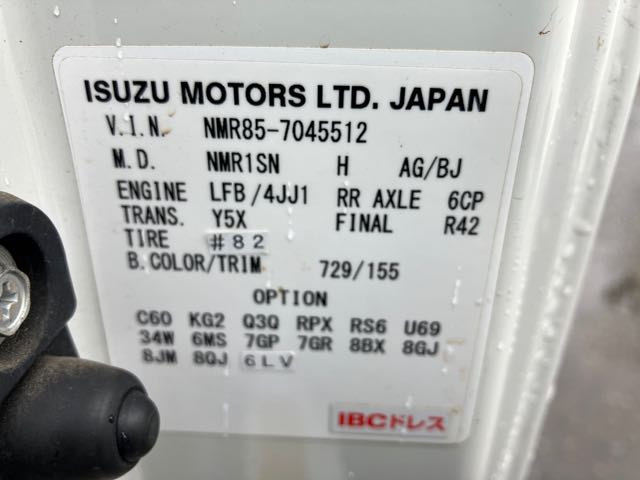 ISUZU MOTORS LTD. JAPAN
V.I.N. NMR85-7045512
M.D. NMR1SN H AG/BJ
ENGINE LFB/4JJ1 RR AXLE 6CP
TRANS. Y5X FINAL R42
TIRE #82
B.COLOR/TRIM 729/155
OPTION
C60 KG2 Q3Q RPX RS6 U69
34W 6MS 7GP 7GR 8BX 8GJ
8JM 8QJ 6LV
IBCドレス